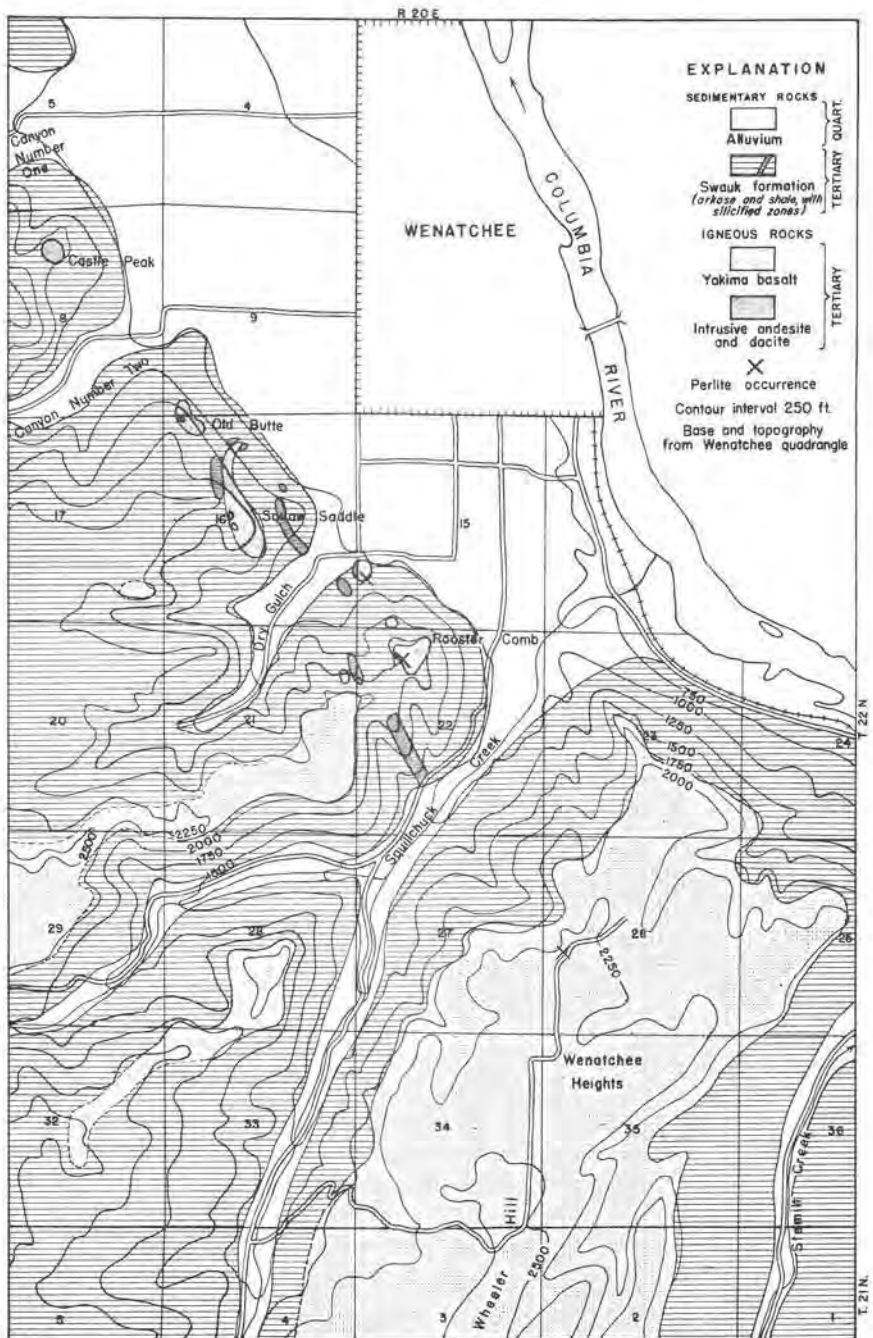 R 20 E
EXPLANATION
SEDIMENTARY ROCKS
Alluvium
QUART.
Swauk formation
(arkose and shale, with
silicified zones)
TERTIARY
IGNEOUS ROCKS
Yakima basalt
Intrusive andesite
and dacite
TERTIARY
Perlite occurrence
Contour interval 250 ft.
Base and topography
from Wenatchee quadrangle
5
4
Canyon
Number
One
WENATCHEE
COLUMBIA
RIVER
Castle Peak
8
9
Canyon Number Two
Old Butte
17
16
Squaw Saddle
15
Dry Gulch
Rooster Comb
20
21
22
23
24
750
1000
1250
1500
1750
2000
T. 22 N.
Squilchuck Creek
2500
2250
2000
1750
1500
29
28
27
26
25
2250
Wenatchee
Heights
32
33
34
35
36
Stemilt Creek
Wheeler Hill
2500
5
4
3
2
1
T. 21 N.